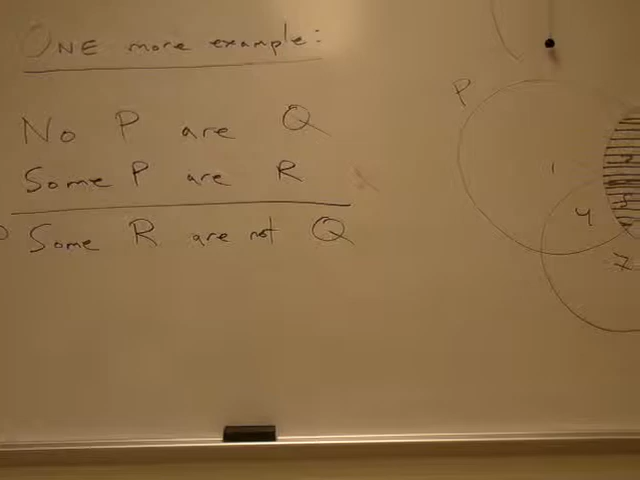 One more example:
No P are Q
Some P are R
Some R are not Q
P
1
4
7